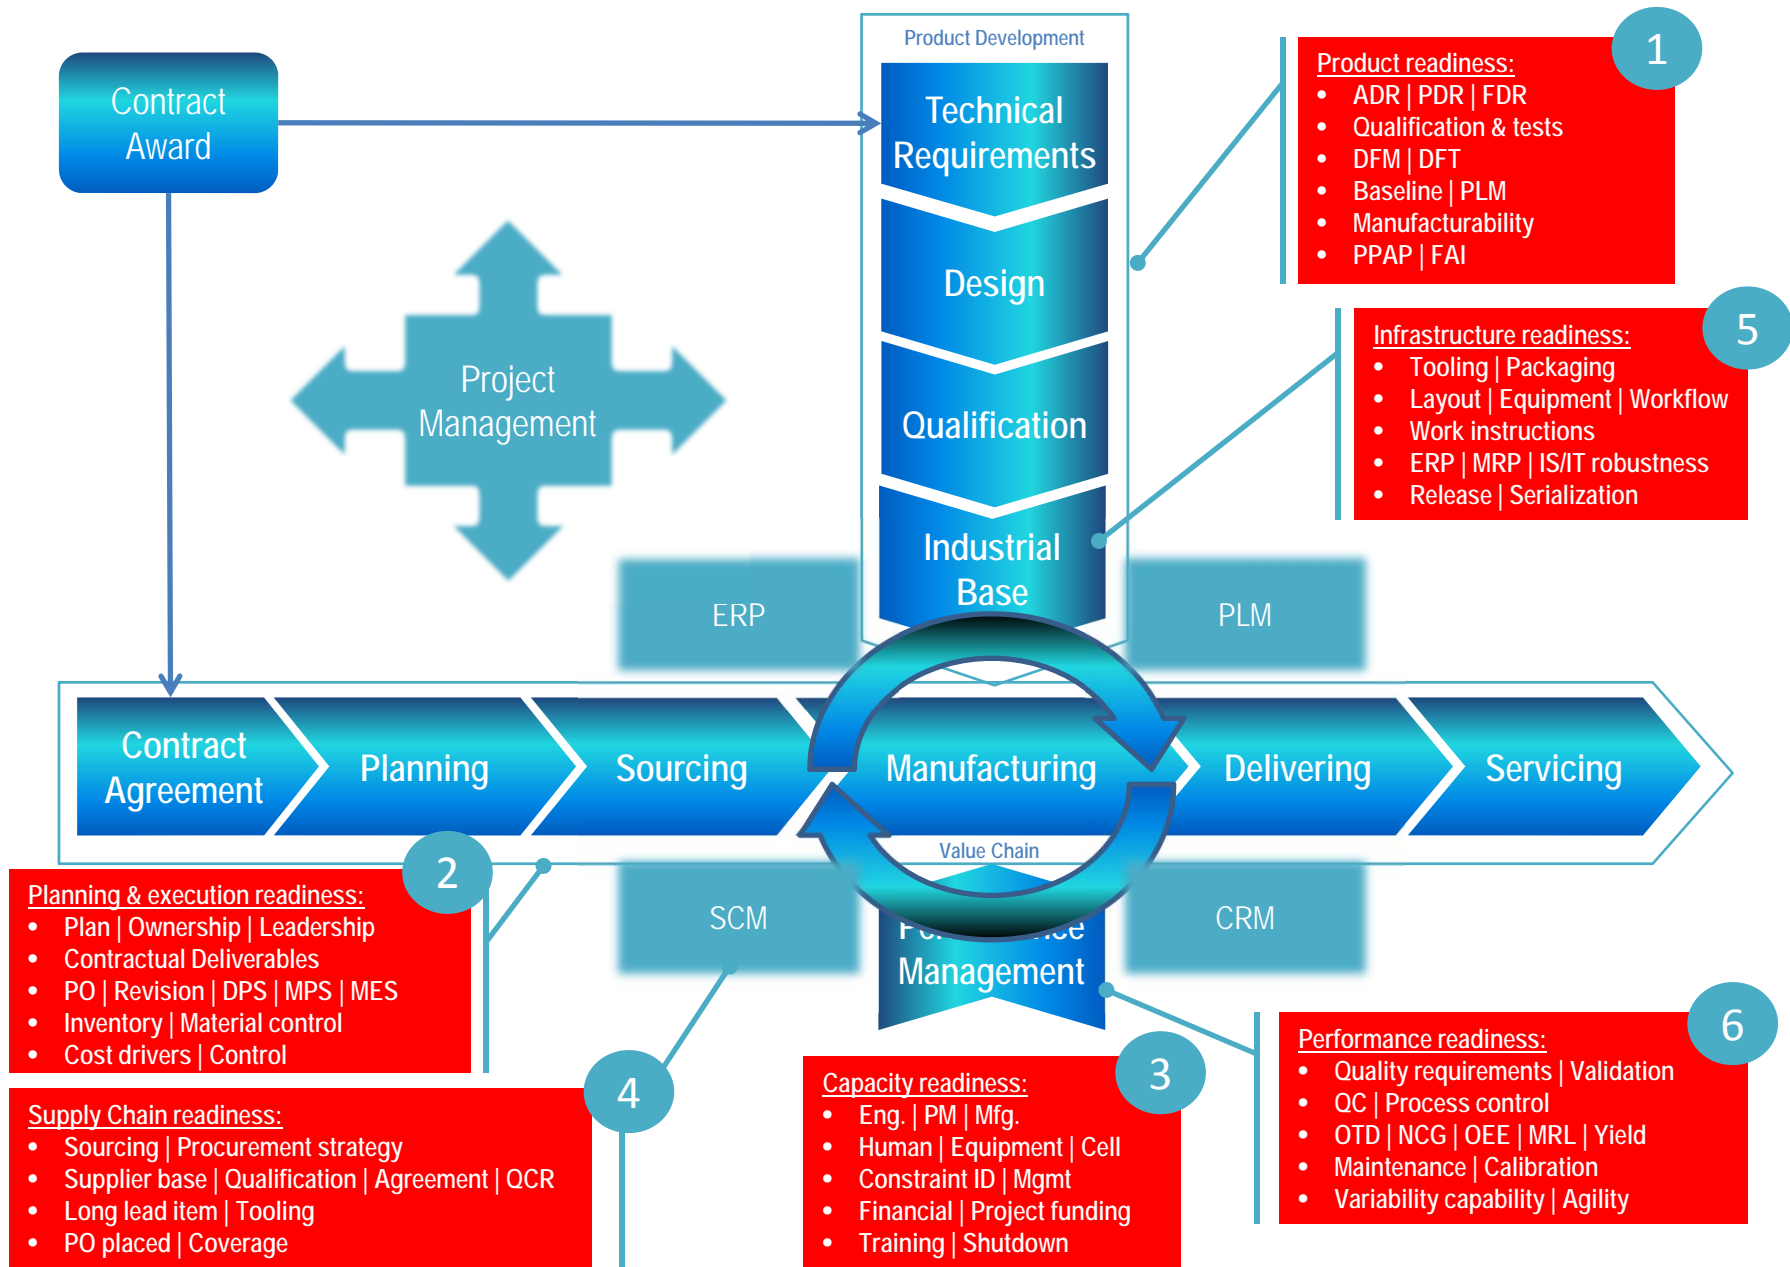 Product Development
Contract
Award
Technical
Requirements
Design
Qualification
Industrial
Base
Project
Management
1
Product readiness:
• ADR | PDR | FDR
• Qualification & tests
• DFM | DFT
• Baseline | PLM
• Manufacturability
• PPAP | FAI
5
Infrastructure readiness:
• Tooling | Packaging
• Layout | Equipment | Workflow
• Work instructions
• ERP | MRP | IS/IT robustness
• Release | Serialization
ERP
PLM
Contract
Agreement
Planning
Sourcing
Manufacturing
Delivering
Servicing
Value Chain
SCM
CRM
Management
2
Planning & execution readiness:
• Plan | Ownership | Leadership
• Contractual Deliverables
• PO | Revision | DPS | MPS | MES
• Inventory | Material control
• Cost drivers | Control
4
Supply Chain readiness:
• Sourcing | Procurement strategy
• Supplier base | Qualification | Agreement | QCR
• Long lead item | Tooling
• PO placed | Coverage
3
Capacity readiness:
• Eng. | PM | Mfg.
• Human | Equipment | Cell
• Constraint ID | Mgmt
• Financial | Project funding
• Training | Shutdown
6
Performance readiness:
• Quality requirements | Validation
• QC | Process control
• OTD | NCG | OEE | MRL | Yield
• Maintenance | Calibration
• Variability capability | Agility